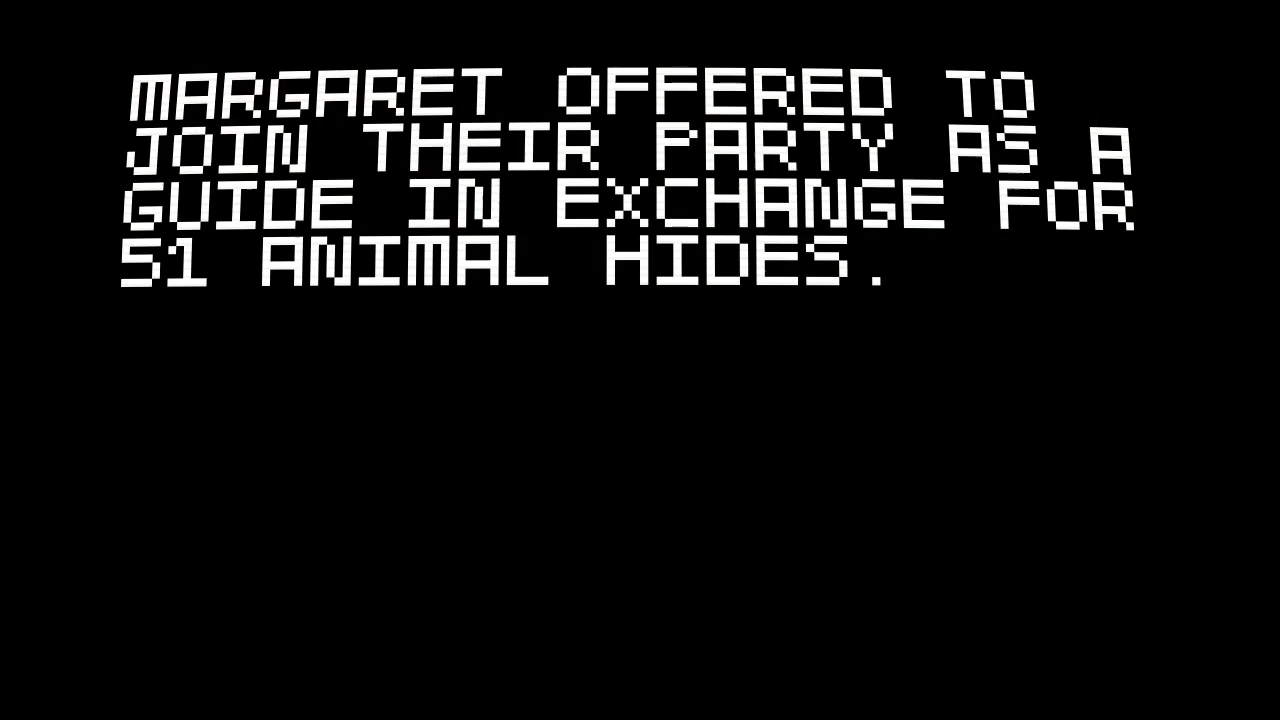 MARGARET OFFERED TO
JOIN THEIR PARTY AS A
GUIDE IN EXCHANGE FOR
51 ANIMAL HIDES.